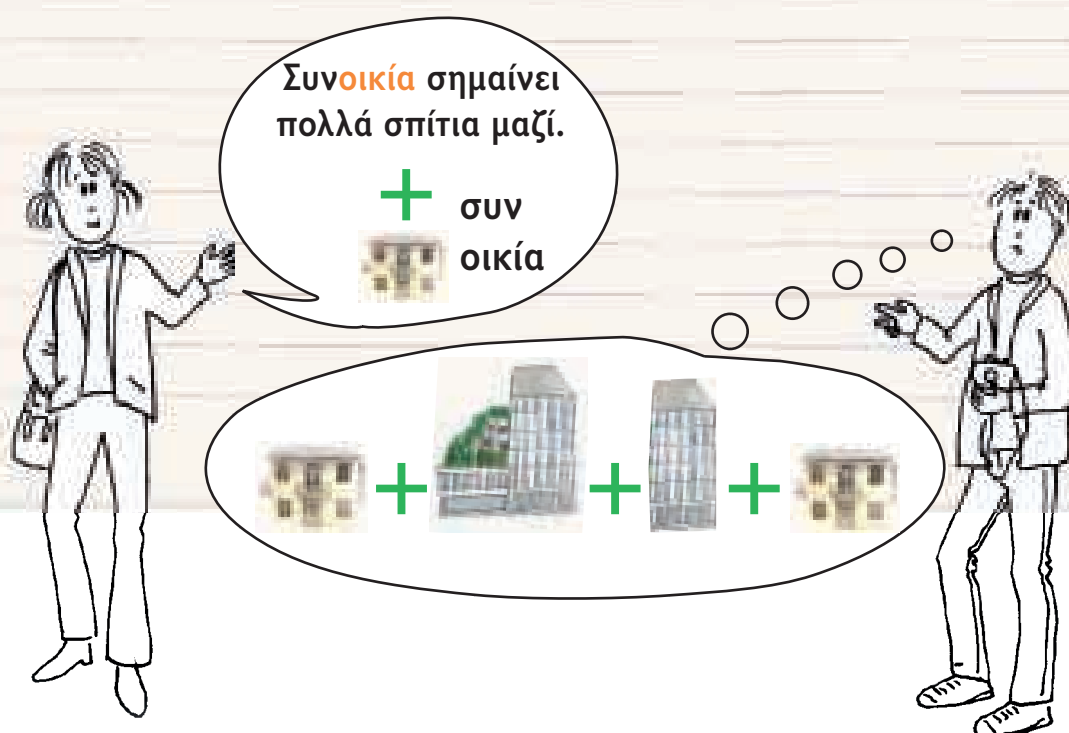 Συνοικία σημαίνει
πολλά σπίτια μαζί.
+ συν
οικία
+ + +